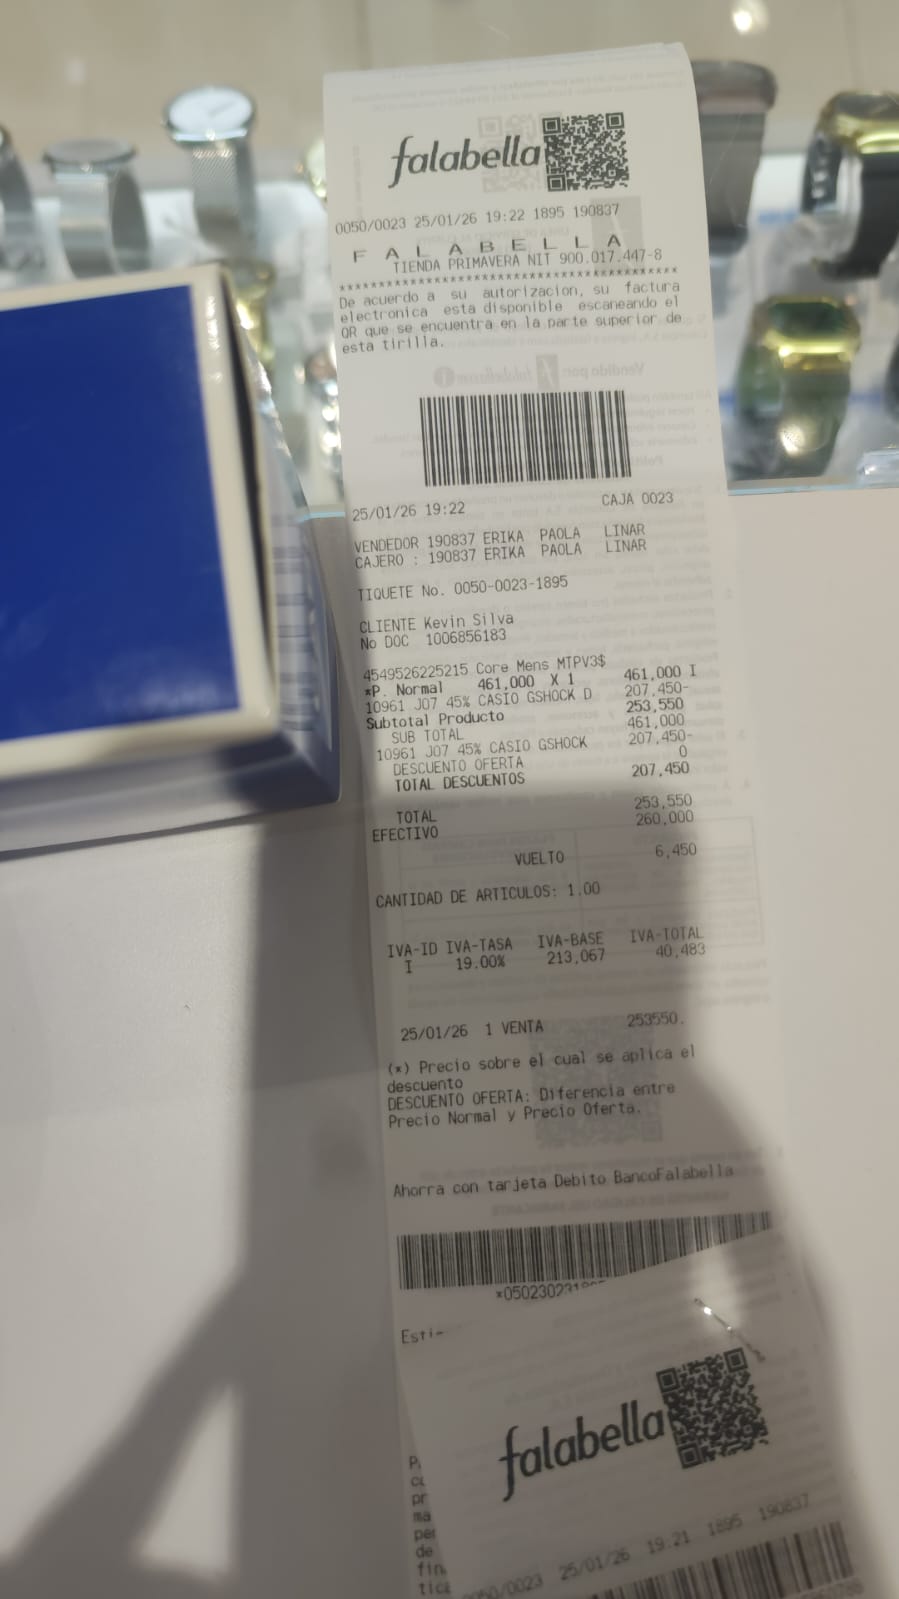 falabella
0050/0023 25/01/26 19:22 1895 190837
F A L A B E L L A
TIENDA PRIMAVERA NIT 900.017.447-8
****************************************
De acuerdo a su autorizacion, su factura
electronica esta disponible escaneando el
QR que se encuentra en la parte superior de
esta tirilla.
25/01/26 19:22 CAJA 0023
VENDEDOR 190837 ERIKA PAOLA LINAR
CAJERO : 190837 ERIKA PAOLA LINAR
TIQUETE No. 0050-0023-1895
CLIENTE Kevin Silva
No DOC 1006856183
4549526225215 Core Mens MTPV3$
*P. Normal 461,000 X 1 461,000 I
10961 J07 45% CASIO GSHOCK D 207,450-
Subtotal Producto 253,550
SUB TOTAL 461,000
10961 J07 45% CASIO GSHOCK 207,450-
DESCUENTO OFERTA 0
TOTAL DESCUENTOS 207,450
TOTAL 253,550
EFECTIVO 260,000
VUELTO 6,450
CANTIDAD DE ARTICULOS: 1.00
IVA-ID IVA-TASA IVA-BASE IVA-TOTAL
I 19.00% 213,067 40,483
25/01/26 1 VENTA 253550.
(*) Precio sobre el cual se aplica el
descuento
DESCUENTO OFERTA: Diferencia entre
Precio Normal y Precio Oferta.
Ahorra con tarjeta Debito BancoFalabella
falabella
0050/0023 25/01/26 19:21 1895 190837